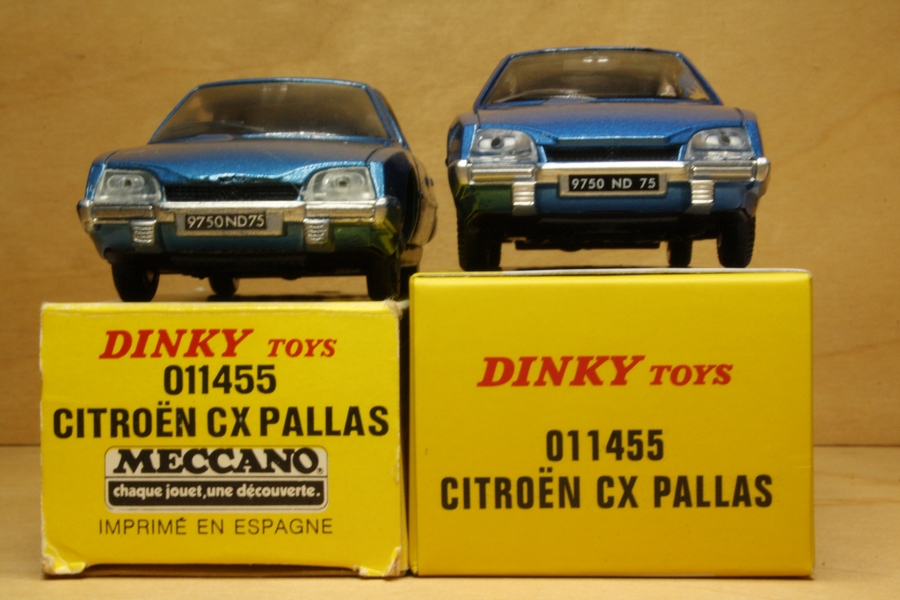 9750ND75
9750 ND 75
DINKY TOYS
011455
CITROËN CX PALLAS
MECCANO.
chaque jouet, une découverte.
IMPRIMÉ EN ESPAGNE
DINKY TOYS
011455
CITROËN CX PALLAS